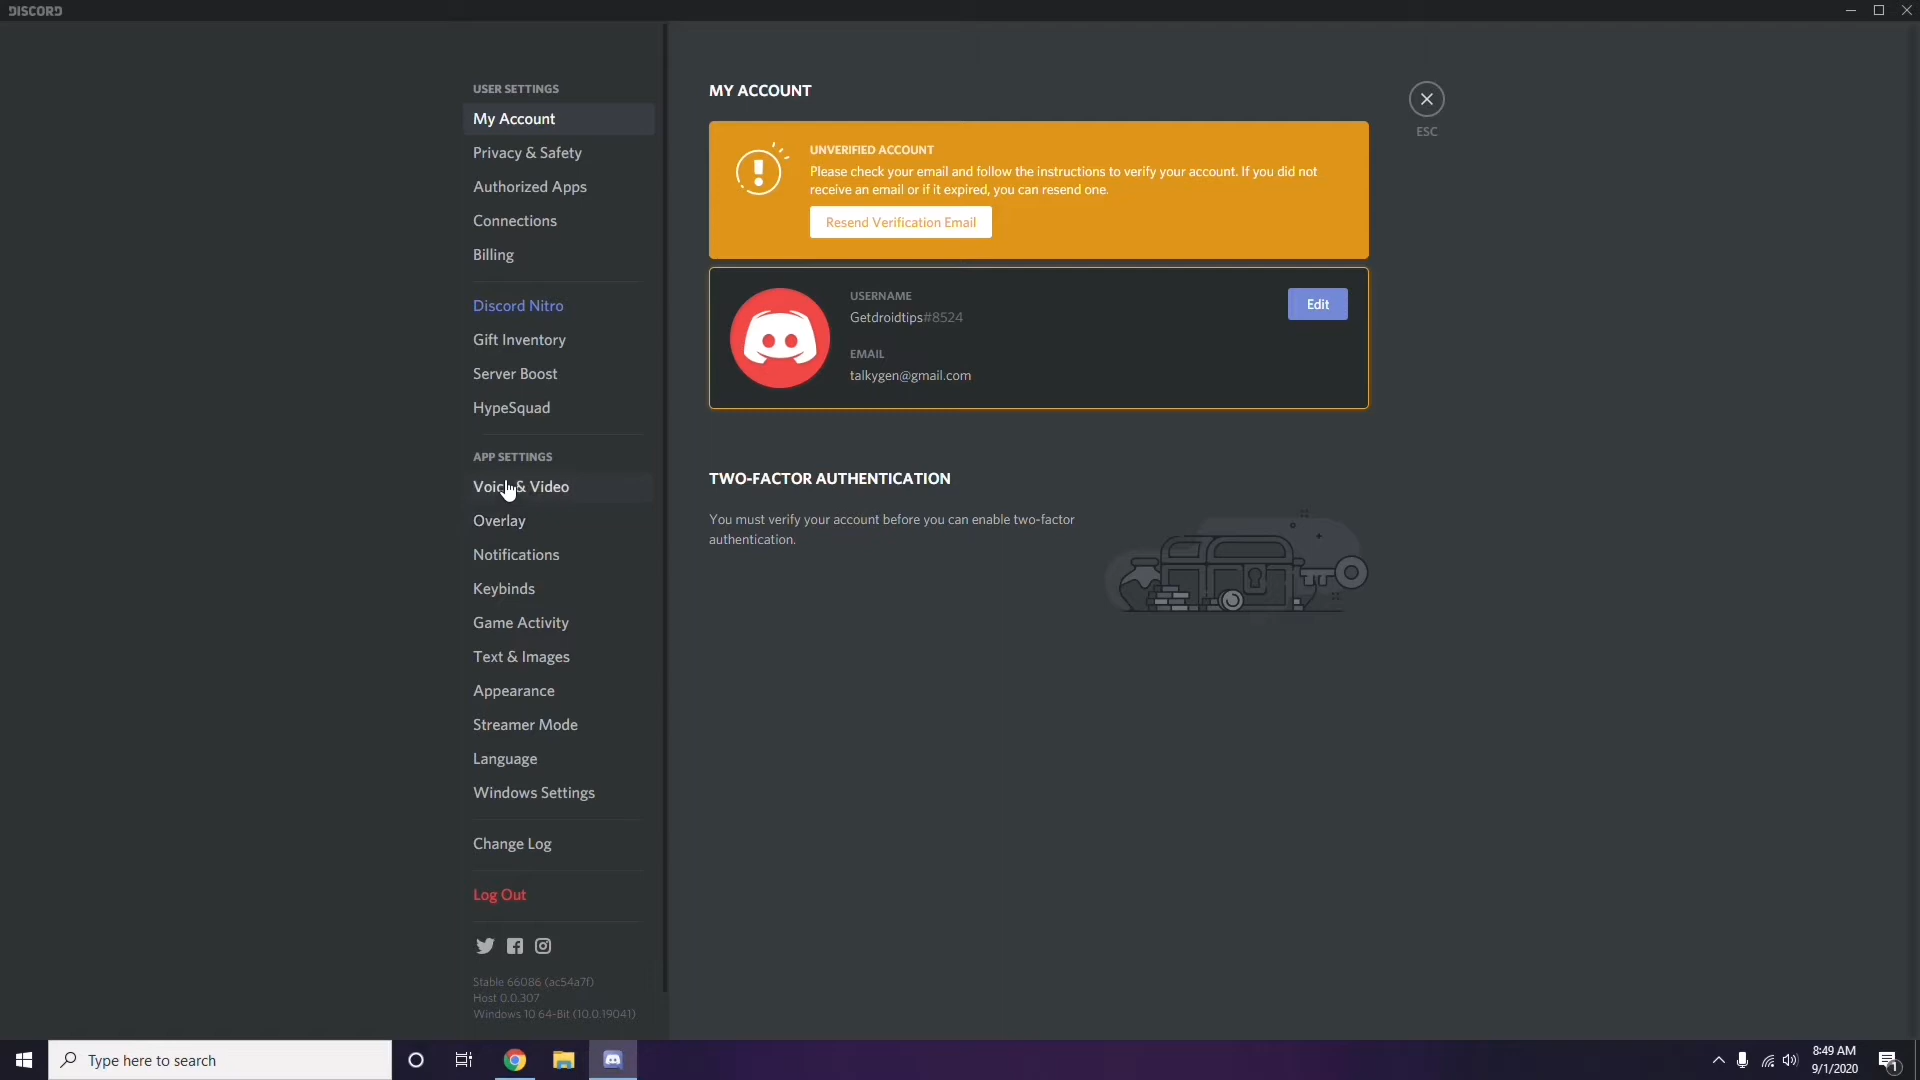 DISCORD
USER SETTINGS
My Account
Privacy & Safety
Authorized Apps
Connections
Billing
Discord Nitro
Gift Inventory
Server Boost
HypeSquad
APP SETTINGS
Voice & Video
Overlay
Notifications
Keybinds
Game Activity
Text & Images
Appearance
Streamer Mode
Language
Windows Settings
Change Log
Log Out
Stable 66086 (ac54a7f)
Host 0.0.307
Windows 10 64-Bit (10.0.19041)
MY ACCOUNT
ESC
UNVERIFIED ACCOUNT
Please check your email and follow the instructions to verify your account. If you did not
receive an email or if it expired, you can resend one.
Resend Verification Email
USERNAME
Getdroidtips#8524
Edit
EMAIL
talkygen@gmail.com
TWO-FACTOR AUTHENTICATION
You must verify your account before you can enable two-factor
authentication.
Type here to search
8:49 AM
9/1/2020
1